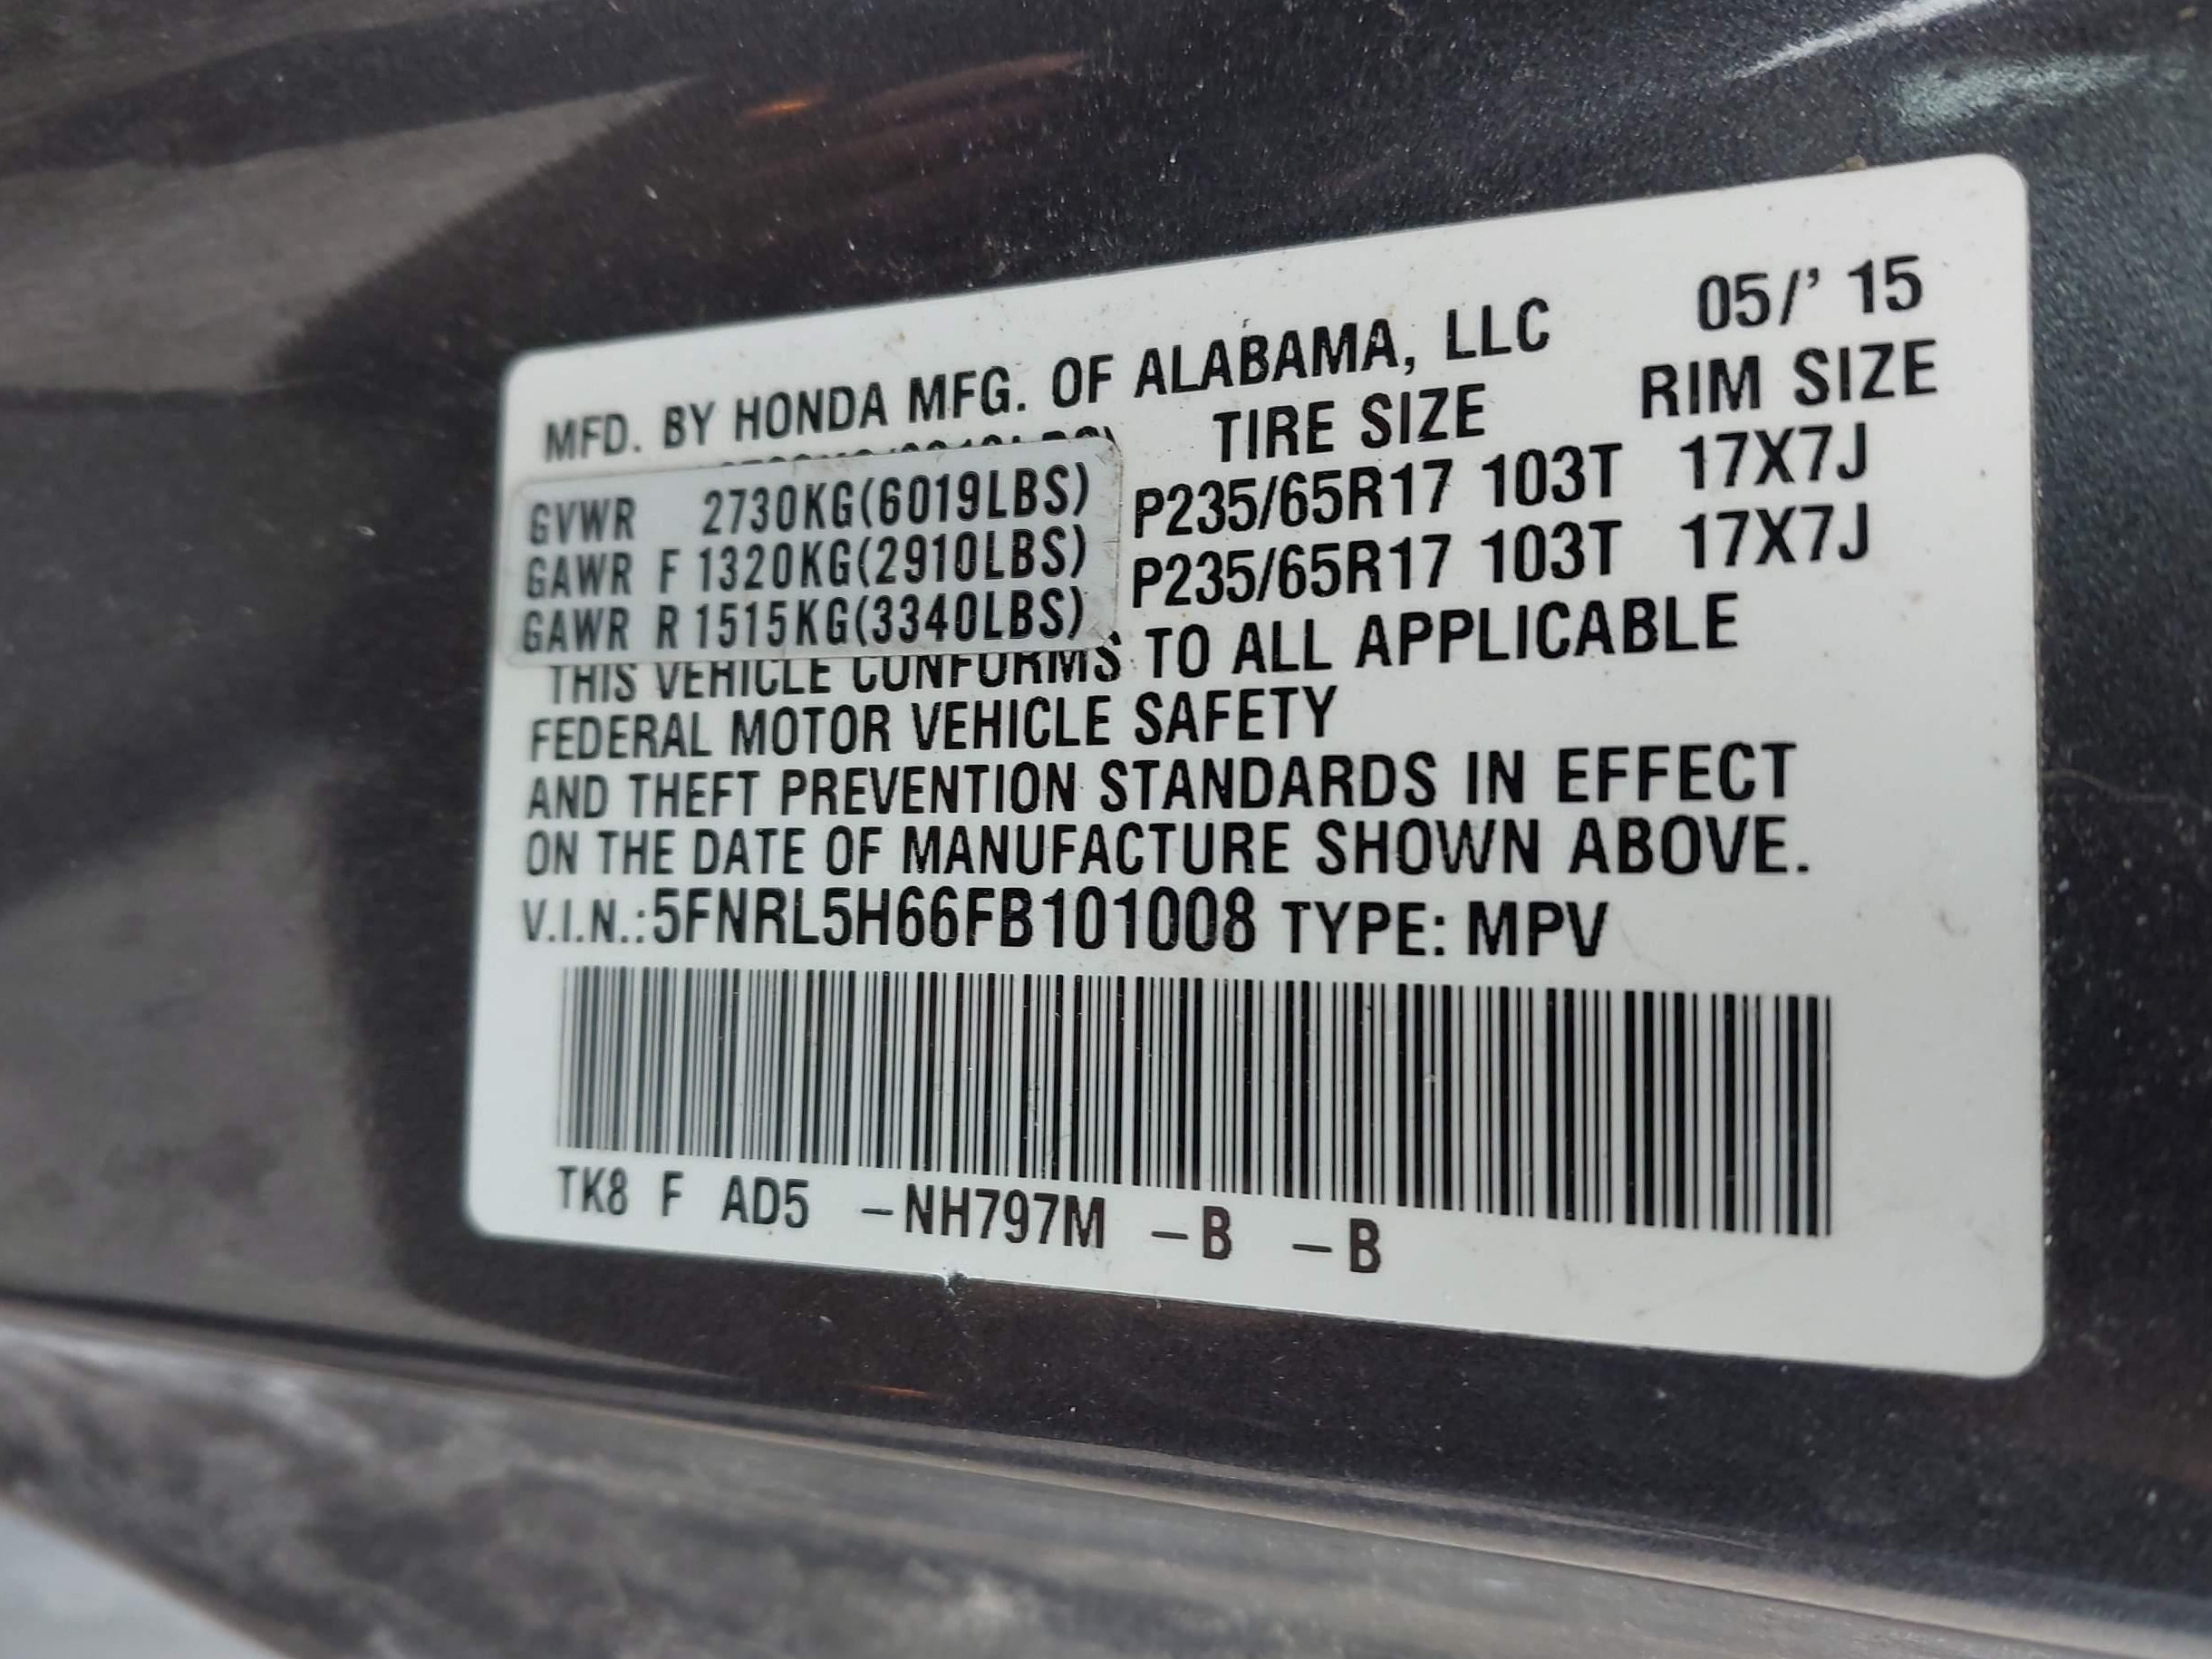 MFD. BY HONDA MFG. OF ALABAMA, LLC 05/' 15
TIRE SIZE RIM SIZE
GVWR 2730KG(6019LBS)
GAWR F 1320KG(2910LBS) P235/65R17 103T 17X7J
GAWR R 1515KG(3340LBS) P235/65R17 103T 17X7J
THIS VEHICLE CONFORMS TO ALL APPLICABLE
FEDERAL MOTOR VEHICLE SAFETY
AND THEFT PREVENTION STANDARDS IN EFFECT
ON THE DATE OF MANUFACTURE SHOWN ABOVE.
V.I.N.:5FNRL5H66FB101008 TYPE: MPV
TK8 F AD5 –NH797M –B –B